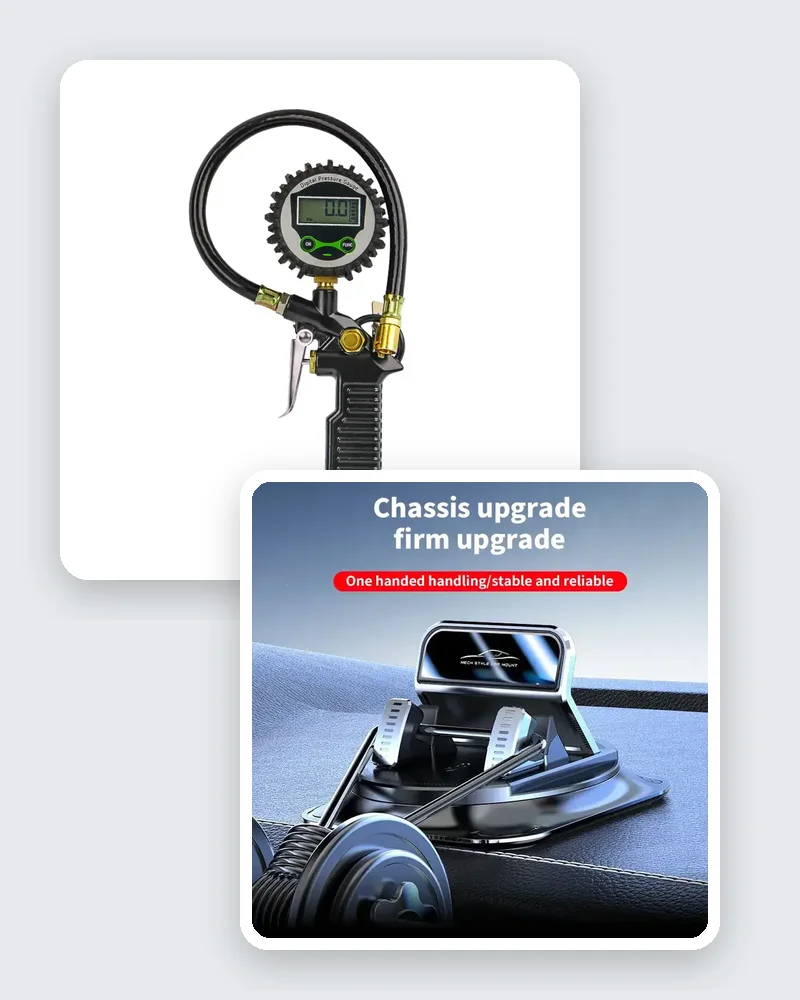 Digital Pressure Gauge
0.0
ON
FUNC
Chassis upgrade
firm upgrade
One handed handling/stable and reliable
MECH STYLE CAR MOUNT